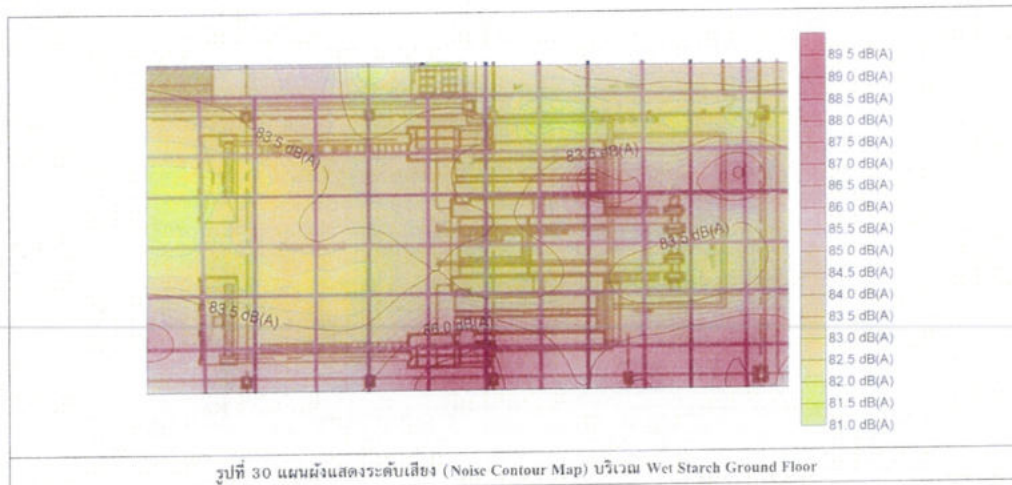 83.5 dB(A)
83.5 dB(A)
83.5 dB(A)
83.5 dB(A)
86.0 dB(A)
89.5 dB(A)
89.0 dB(A)
88.5 dB(A)
88.0 dB(A)
87.5 dB(A)
87.0 dB(A)
86.5 dB(A)
86.0 dB(A)
85.5 dB(A)
85.0 dB(A)
84.5 dB(A)
84.0 dB(A)
83.5 dB(A)
83.0 dB(A)
82.5 dB(A)
82.0 dB(A)
81.5 dB(A)
81.0 dB(A)
รูปที่ 30 แผนผังแสดงระดับเสียง (Noise Contour Map) บริเวณ Wet Starch Ground Floor